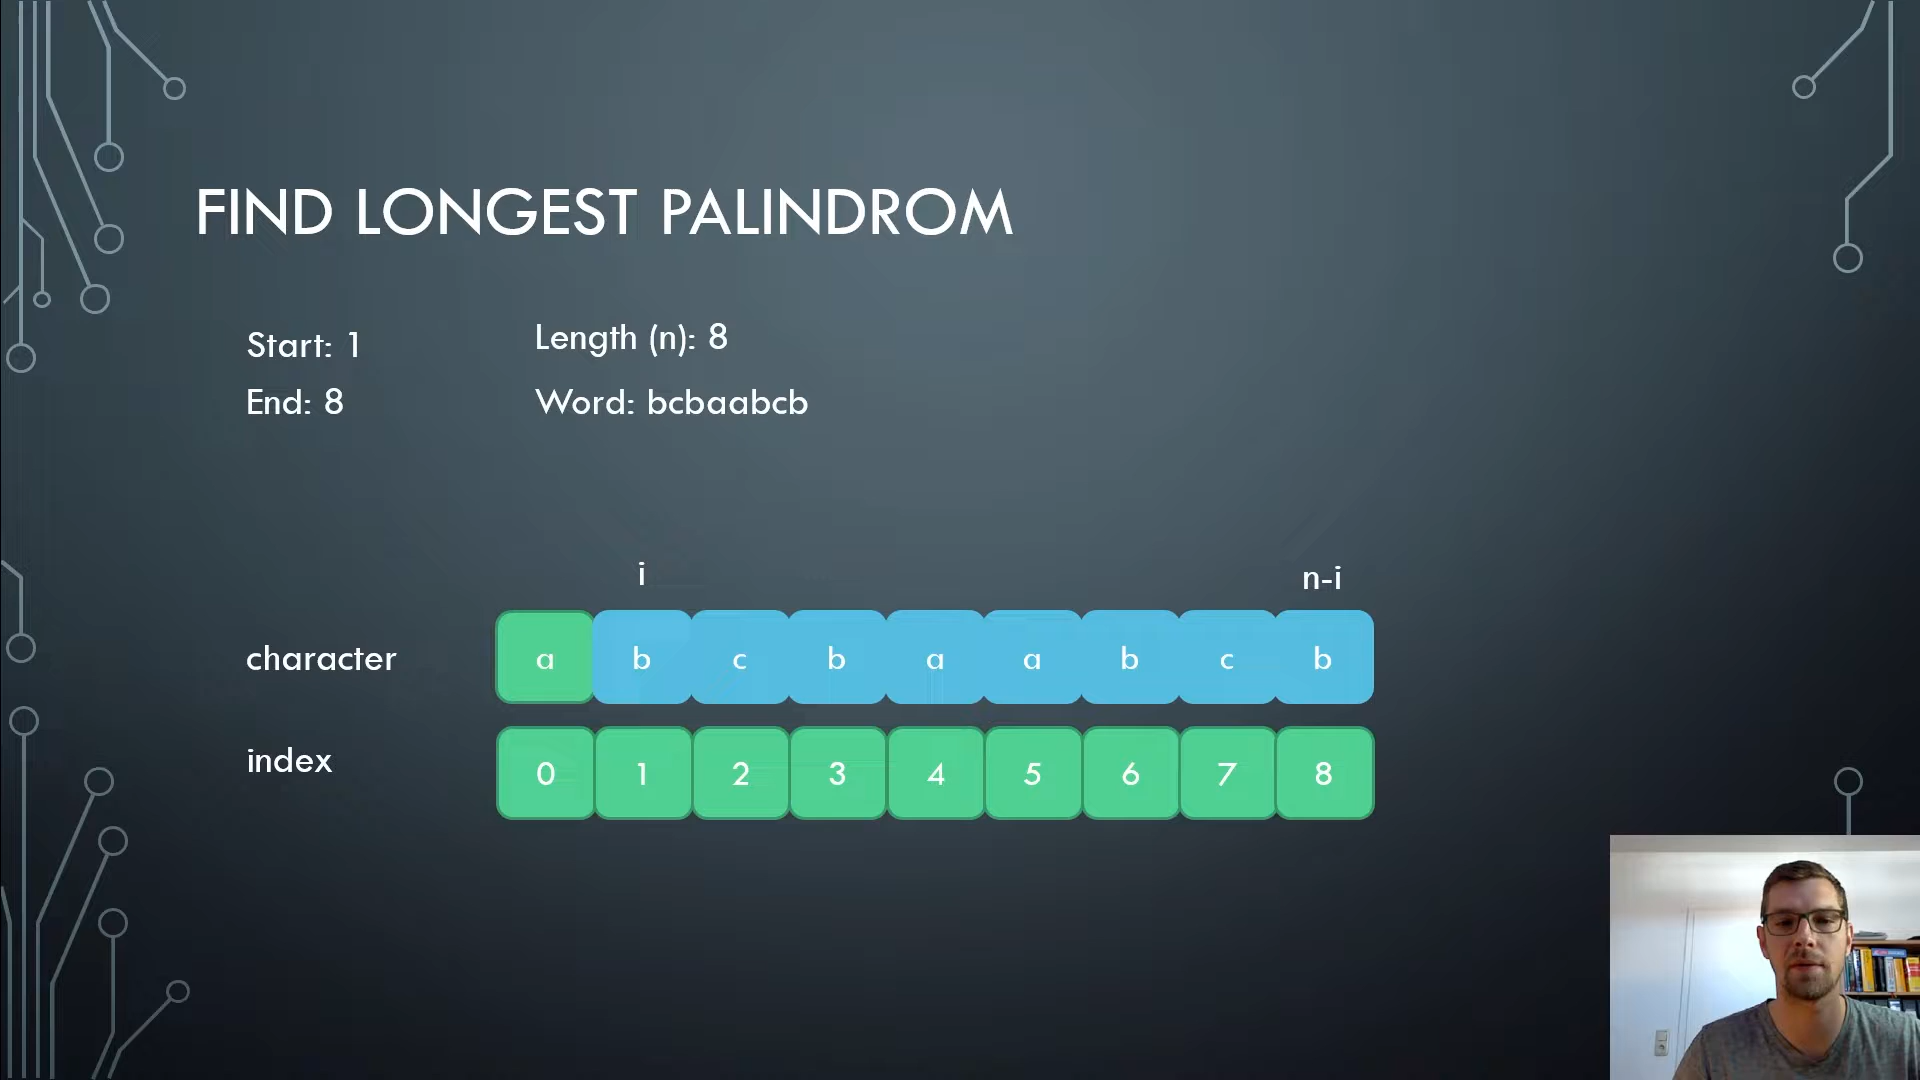 FIND LONGEST PALINDROM
Start: 1
End: 8
Length (n): 8
Word: bcbaabcb
i
n-i
character
a b c b a a b c b
index
0 1 2 3 4 5 6 7 8